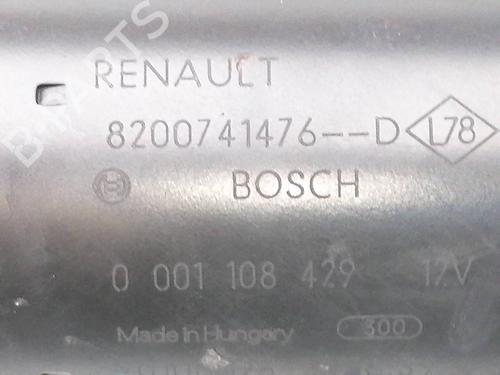 RENAULT
8200741476--D L78
BOSCH
0 001 108 429 12V
Made in Hungary 300